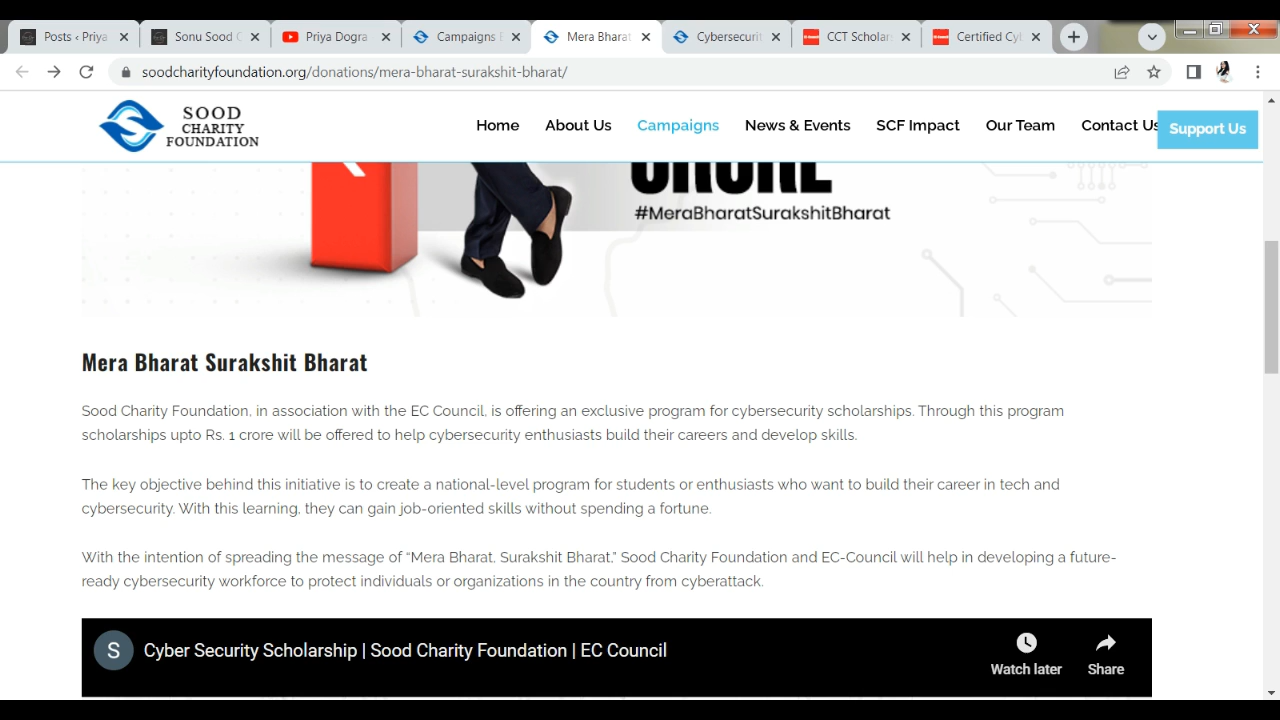 Posts ‹ Priya
Sonu Sood C
Priya Dogra
Campaigns
Mera Bharat
Cybersecurit
CCT Scholar
Certified Cy
soodcharityfoundation.org/donations/mera-bharat-surakshit-bharat/
SOOD
CHARITY
FOUNDATION
Home
About Us
Campaigns
News & Events
SCF Impact
Our Team
Contact Us
Support Us
#MeraBharatSurakshitBharat
Mera Bharat Surakshit Bharat
Sood Charity Foundation, in association with the EC Council, is offering an exclusive program for cybersecurity scholarships. Through this program
scholarships upto Rs. 1 crore will be offered to help cybersecurity enthusiasts build their careers and develop skills.
The key objective behind this initiative is to create a national-level program for students or enthusiasts who want to build their career in tech and
cybersecurity. With this learning, they can gain job-oriented skills without spending a fortune.
With the intention of spreading the message of “Mera Bharat, Surakshit Bharat,” Sood Charity Foundation and EC-Council will help in developing a future-
ready cybersecurity workforce to protect individuals or organizations in the country from cyberattack.
S
Cyber Security Scholarship | Sood Charity Foundation | EC Council
Watch later
Share